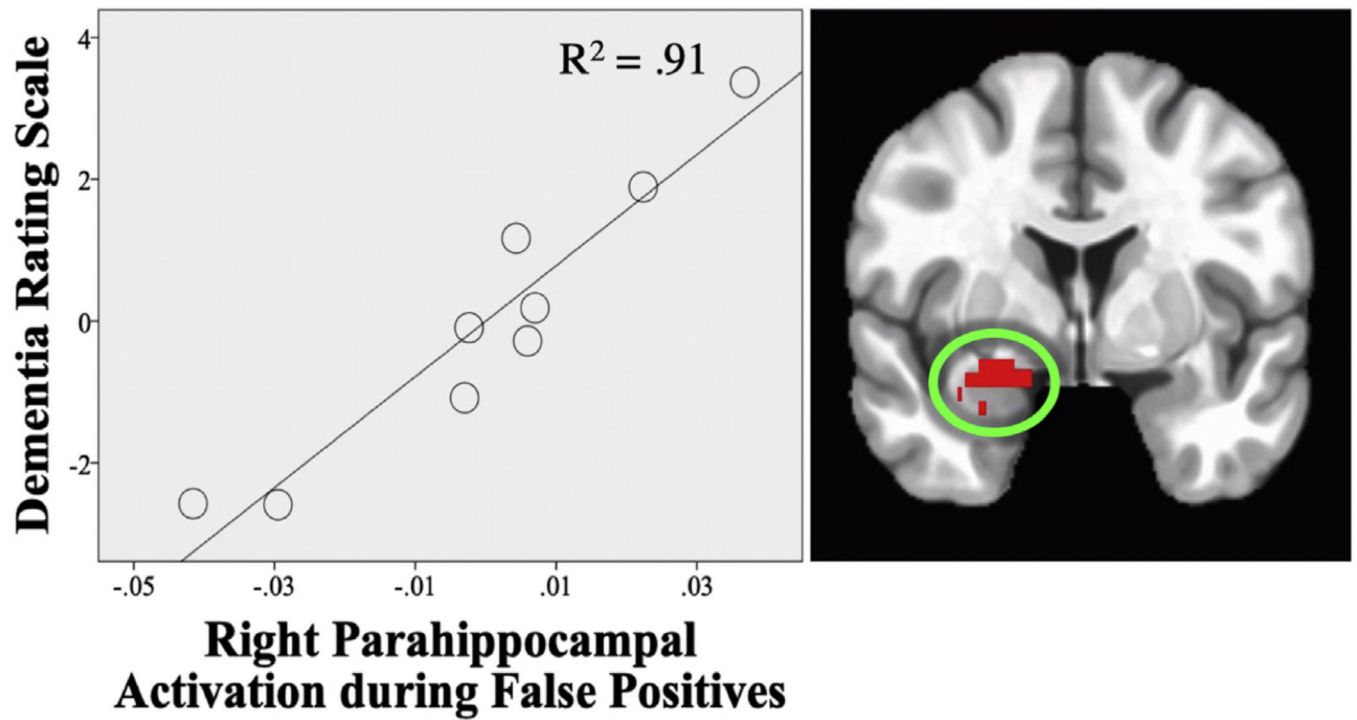 Dementia Rating Scale
4
2
0
-2
R² = .91
-.05
-.03
-.01
.01
.03
Right Parahippocampal
Activation during False Positives